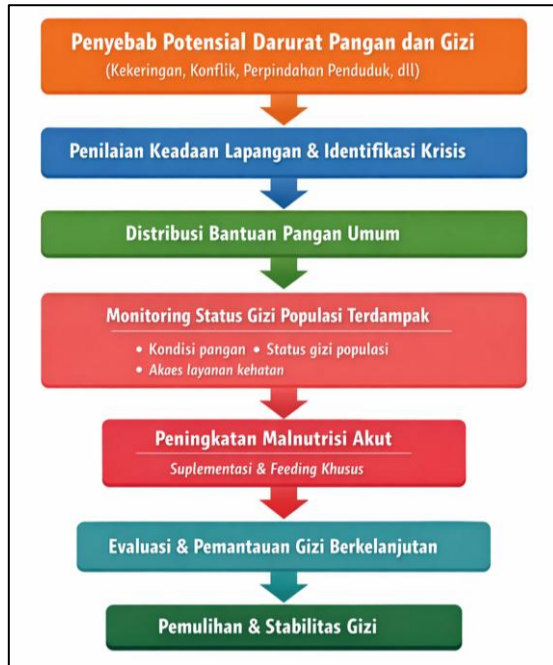 Penyebab Potensial Darurat Pangan dan Gizi
(Kekeringan, Konflik, Perpindahan Penduduk, dll)
Penilaian Keadaan Lapangan & Identifikasi Krisis
Distribusi Bantuan Pangan Umum
Monitoring Status Gizi Populasi Terdampak
• Kondisi pangan • Status gizi populasi
• Akaes layanan kehatan
Peningkatan Malnutrisi Akut
Suplementasi & Feeding Khusus
Evaluasi & Pemantauan Gizi Berkelanjutan
Pemulihan & Stabilitas Gizi